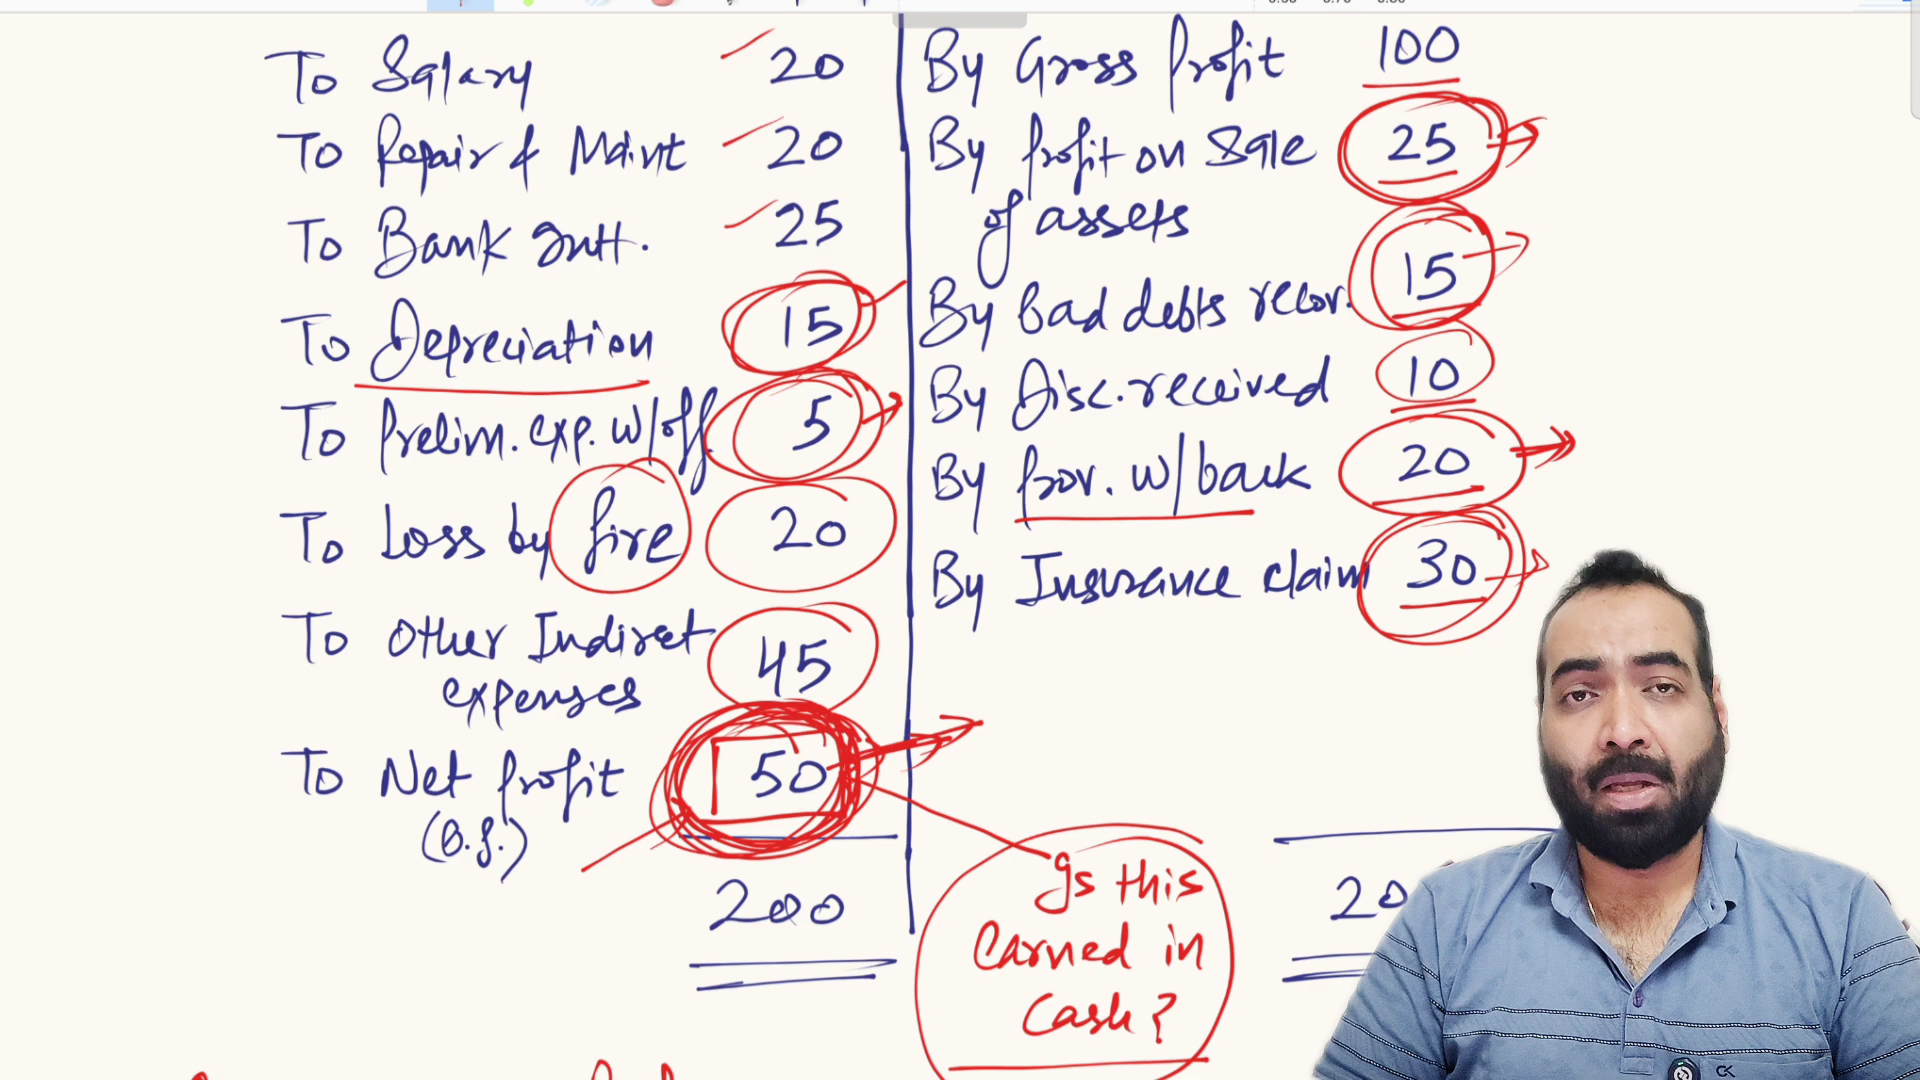 To Salary 20
To Repair & Maint 20
To Bank Intt. 25
To Depreciation 15
To Prelim. exp. w/off 5
To Loss by fire 20
To Other Indirect 45
expenses
To Net Profit 50
(B.f.)
200
By Gross Profit 100
By Profit on Sale 25
of assets
By Bad debts recov. 15
By Disc. received 10
By Prov. w/back 20
By Insurance claim 30
20
Is this
Earned in
Cash?
CK